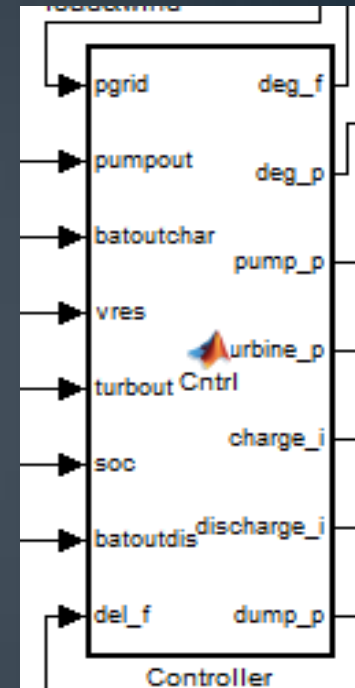 pgrid
deg_f
pumpout
deg_p
batoutchar
pump_p
vres
urbine_p
turbout
Cntrl
charge_i
soc
discharge_i
batoutdis
del_f
dump_p
Controller